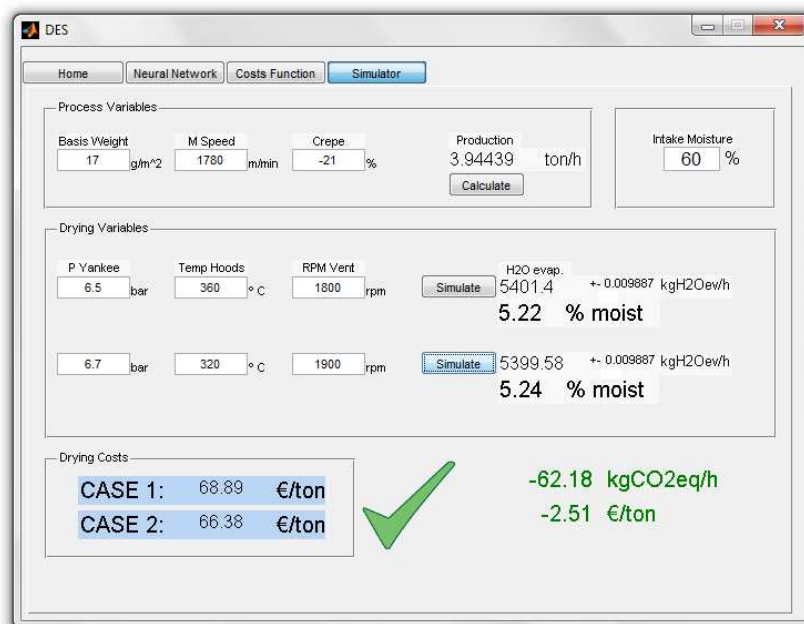 DES
Home Neural Network Costs Function Simulator
Process Variables
Basis Weight M Speed Crepe Production Intake Moisture
17 g/m^2 1780 m/min -21 % 3.94439 ton/h 60 %
Calculate
Drying Variables
P Yankee Temp Hoods RPM Vent H2O evap.
6.5 bar 360 ° C 1800 rpm Simulate 5401.4 +- 0.009887 kgH2Oev/h
5.22 % moist
6.7 bar 320 ° C 1900 rpm Simulate 5399.58 +- 0.009887 kgH2Oev/h
5.24 % moist
Drying Costs
CASE 1: 68.89 €/ton
CASE 2: 66.38 €/ton
-62.18 kgCO2eq/h
-2.51 €/ton